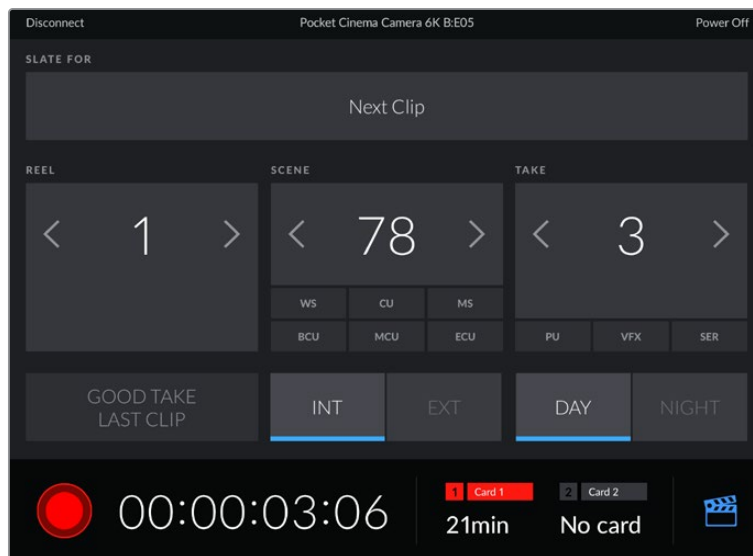 Disconnect Pocket Cinema Camera 6K B:E05 Power Off
SLATE FOR
Next Clip
REEL SCENE TAKE
< 1 > < 78 > < 3 >
WS CU MS
BCU MCU ECU PU VFX SER
GOOD TAKE
LAST CLIP
INT EXT DAY NIGHT
00:00:03:06
1 Card 1 2 Card 2
21min No card